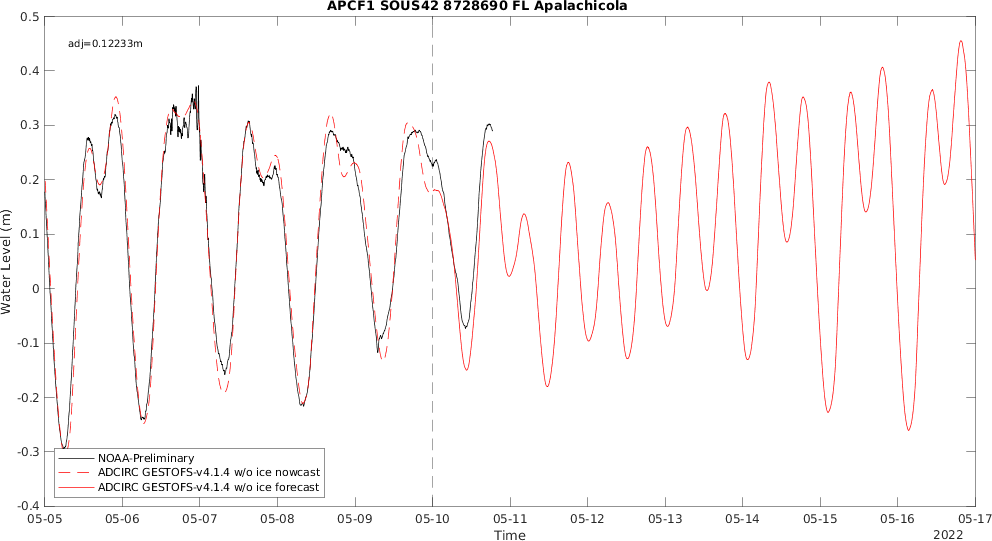 APCF1 SOUS42 8728690 FL Apalachicola
adj=0.12233m
0.5
0.4
0.3
0.2
0.1
0
-0.1
-0.2
-0.3
-0.4
Water Level (m)
NOAA-Preliminary
ADCIRC GESTOFS-v4.1.4 w/o ice nowcast
ADCIRC GESTOFS-v4.1.4 w/o ice forecast
05-05 05-06 05-07 05-08 05-09 05-10 05-11 05-12 05-13 05-14 05-15 05-16 05-17
Time
2022